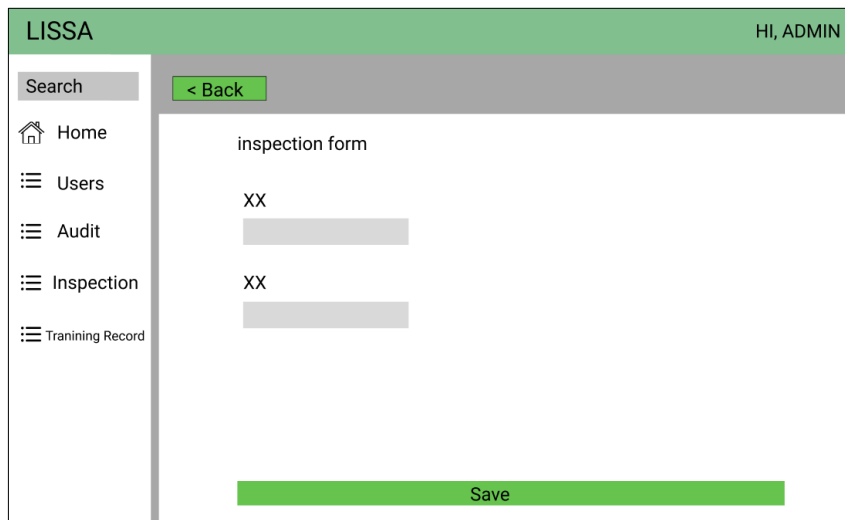 LISSA
HI, ADMIN
Search
< Back
Home
Users
Audit
Inspection
Tranining Record
inspection form
XX
XX
Save